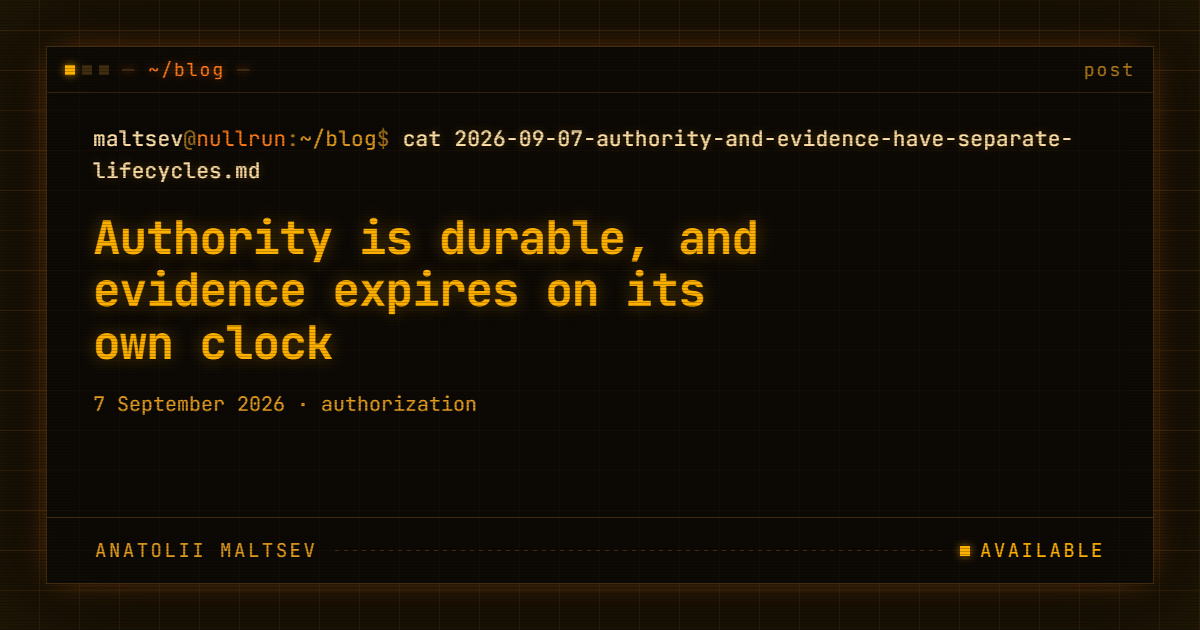 — ~/blog —
post
maltsev@nullrun:~/blog$ cat 2026-09-07-authority-and-evidence-have-separate-
lifecycles.md
Authority is durable, and
evidence expires on its
own clock
7 September 2026 · authorization
ANATOLII MALTSEV
AVAILABLE